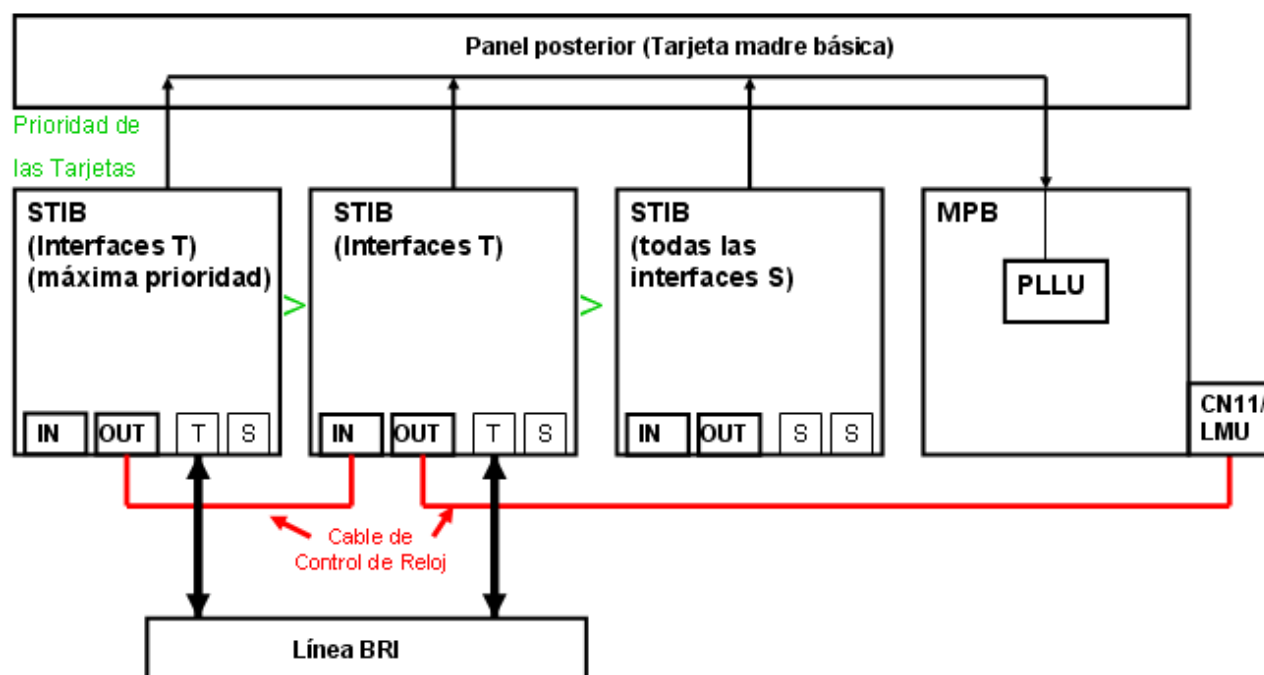 Panel posterior (Tarjeta madre básica)
Prioridad de
las Tarjetas
STIB
(Interfaces T)
(máxima prioridad)
>
STIB
(Interfaces T)
>
STIB
(todas las
interfaces S)
MPB
PLLU
IN OUT T S
IN OUT T S
IN OUT S S
CN11/
LMU
Cable de
Control de Reloj
Línea BRI